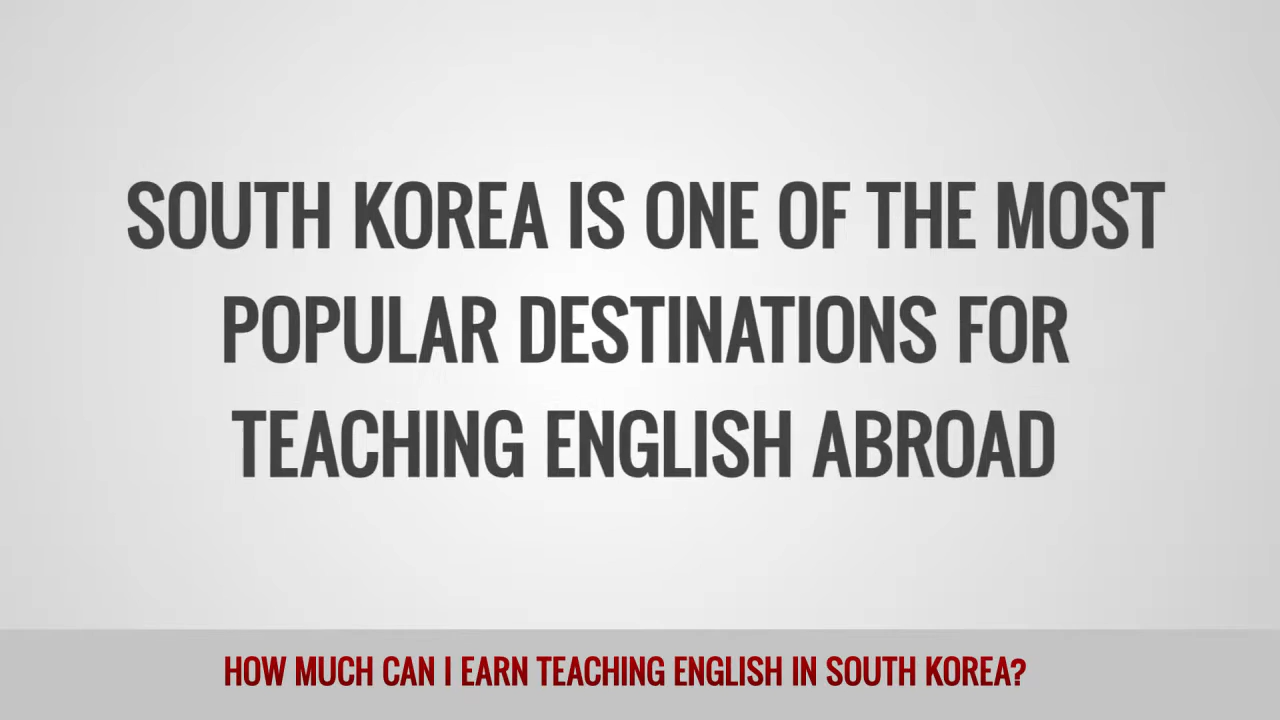 SOUTH KOREA IS ONE OF THE MOST
POPULAR DESTINATIONS FOR
TEACHING ENGLISH ABROAD
HOW MUCH CAN I EARN TEACHING ENGLISH IN SOUTH KOREA?